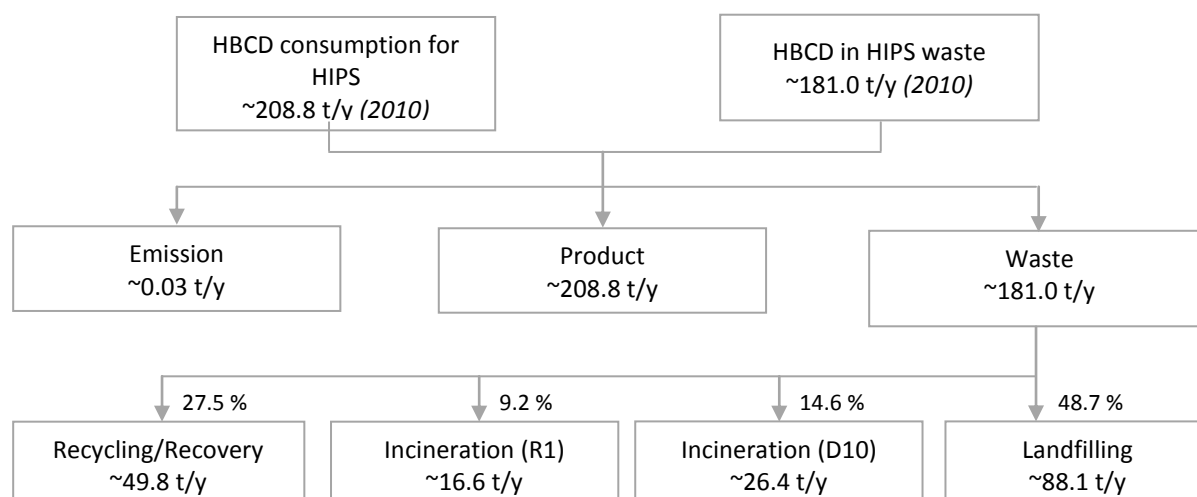 HBCD consumption for
HIPS
~208.8 t/y (2010)
HBCD in HIPS waste
~181.0 t/y (2010)
Emission
~0.03 t/y
Product
~208.8 t/y
Waste
~181.0 t/y
27.5 %
9.2 %
14.6 %
48.7 %
Recycling/Recovery
~49.8 t/y
Incineration (R1)
~16.6 t/y
Incineration (D10)
~26.4 t/y
Landfilling
~88.1 t/y